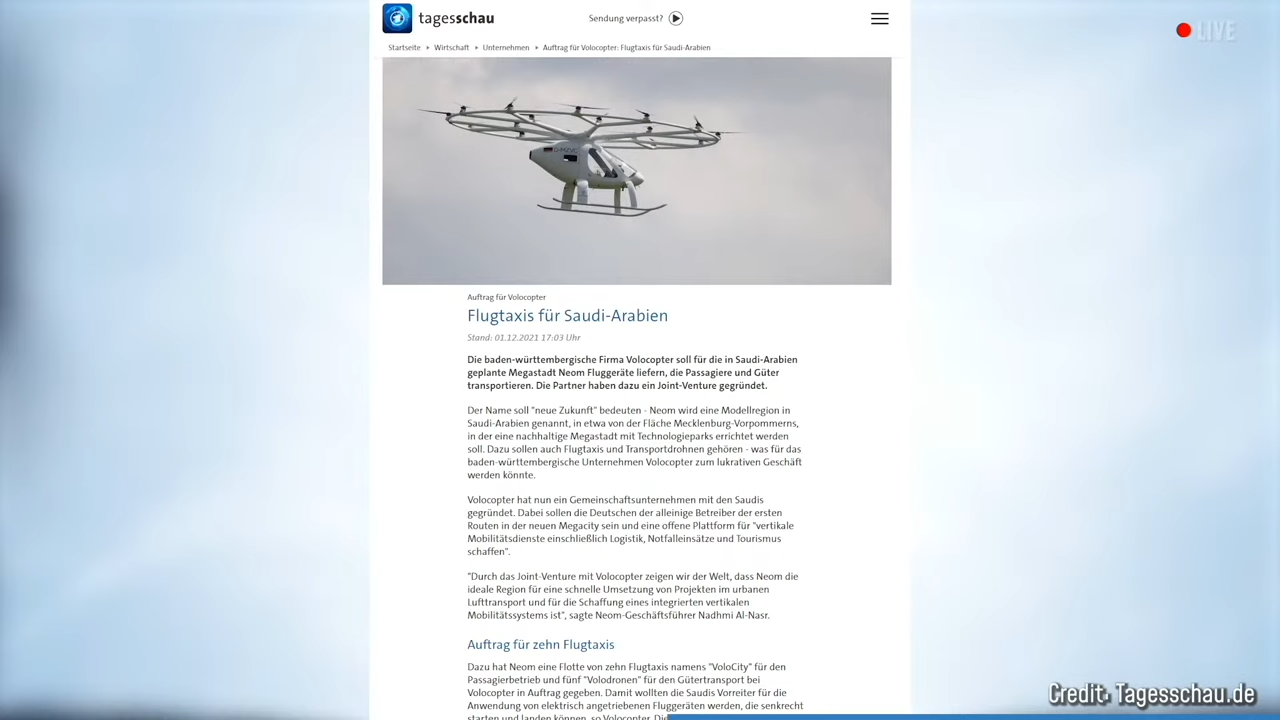 tagesschau
Sendung verpasst?
LIVE
Startseite Wirtschaft Unternehmen Auftrag für Volocopter: Flugtaxis für Saudi-Arabien
Auftrag für Volocopter
Flugtaxis für Saudi-Arabien
Stand: 01.12.2021 17:03 Uhr
Die baden-württembergische Firma Volocopter soll für die in Saudi-Arabien
geplante Megastadt Neom Fluggeräte liefern, die Passagiere und Güter
transportieren. Die Partner haben dazu ein Joint-Venture gegründet.
Der Name soll "neue Zukunft" bedeuten - Neom wird eine Modellregion in
Saudi-Arabien genannt, in etwa von der Fläche Mecklenburg-Vorpommerns,
in der eine nachhaltige Megastadt mit Technologieparks errichtet werden
soll. Dazu sollen auch Flugtaxis und Transportdrohnen gehören - was für das
baden-württembergische Unternehmen Volocopter zum lukrativen Geschäft
werden könnte.
Volocopter hat nun ein Gemeinschaftsunternehmen mit den Saudis
gegründet. Dabei sollen die Deutschen der alleinige Betreiber der ersten
Routen in der neuen Megacity sein und eine offene Plattform für "vertikale
Mobilitätsdienste einschließlich Logistik, Notfalleinsätze und Tourismus
schaffen".
"Durch das Joint-Venture mit Volocopter zeigen wir der Welt, dass Neom die
ideale Region für eine schnelle Umsetzung von Projekten im urbanen
Lufttransport und für die Schaffung eines integrierten vertikalen
Mobilitätssystems ist", sagte Neom-Geschäftsführer Nadhmi Al-Nasr.
Auftrag für zehn Flugtaxis
Dazu hat Neom eine Flotte von zehn Flugtaxis namens "VoloCity" für den
Passagierbetrieb und fünf "Volodronen" für den Gütertransport bei
Volocopter in Auftrag gegeben. Damit wollten die Saudis Vorreiter für die
Anwendung von elektrisch angetriebenen Fluggeräten werden, die senkrecht
starten und landen können, so Volocopter. Die
Credit: Tagesschau.de